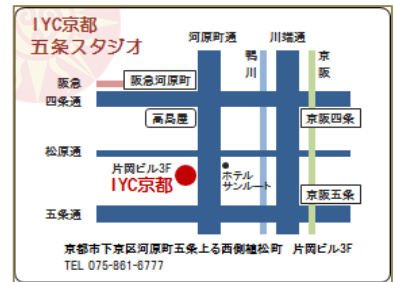 IYC京都
五条スタジオ
河原町通
川端通
鴨川
京阪
阪急
阪急河原町
四条通
高島屋
京阪四条
松原通
片岡ビル3F
IYC京都
ホテル
サンルート
京阪五条
五条通
京都市下京区河原町五条上る西側植松町 片岡ビル3F
TEL 075-861-6777